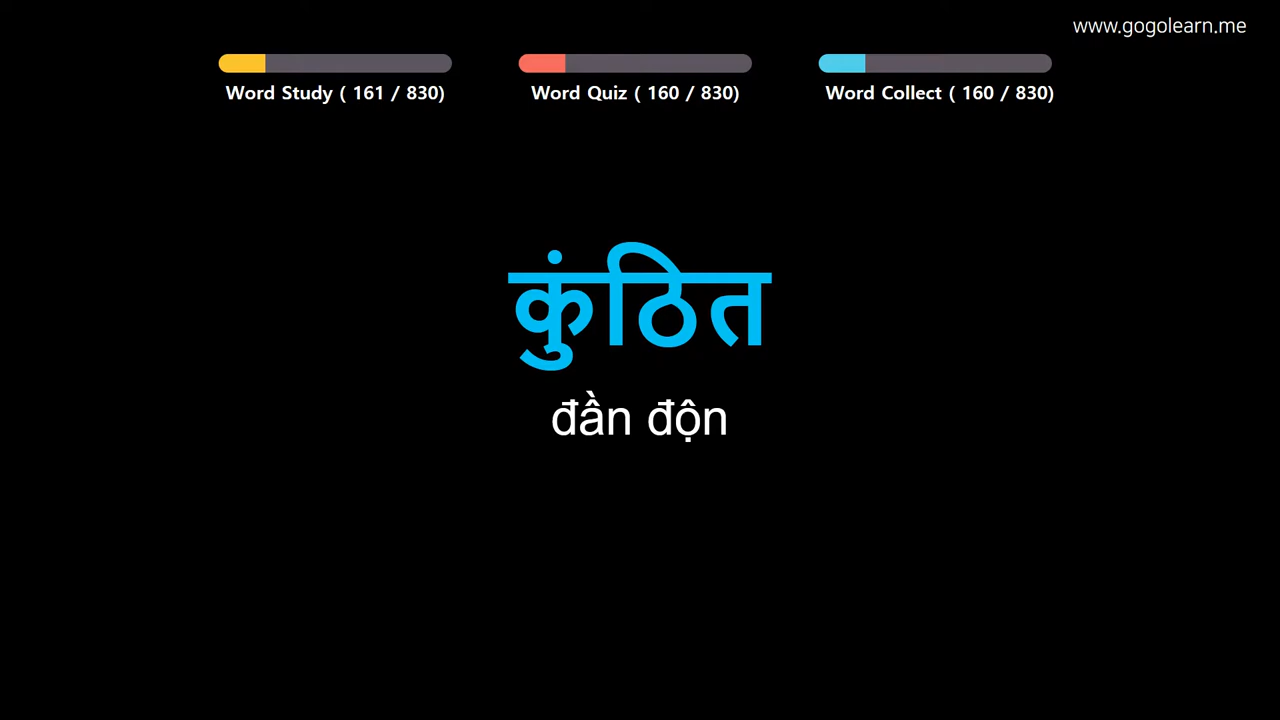 www.gogolearn.me
Word Study ( 161 / 830)
Word Quiz ( 160 / 830)
Word Collect ( 160 / 830)
कुंठित
đần độn